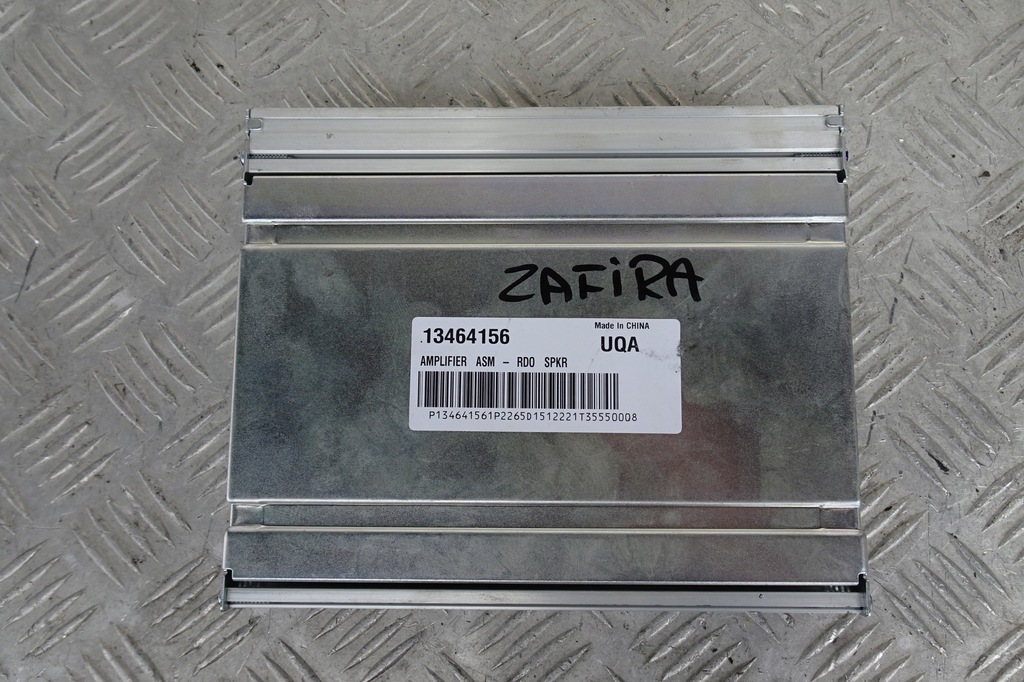 ZAFiRA
Made In CHINA
13464156 UQA
AMPLIFIER ASM - RDO SPKR
P134641561P2265D1512221T35550008